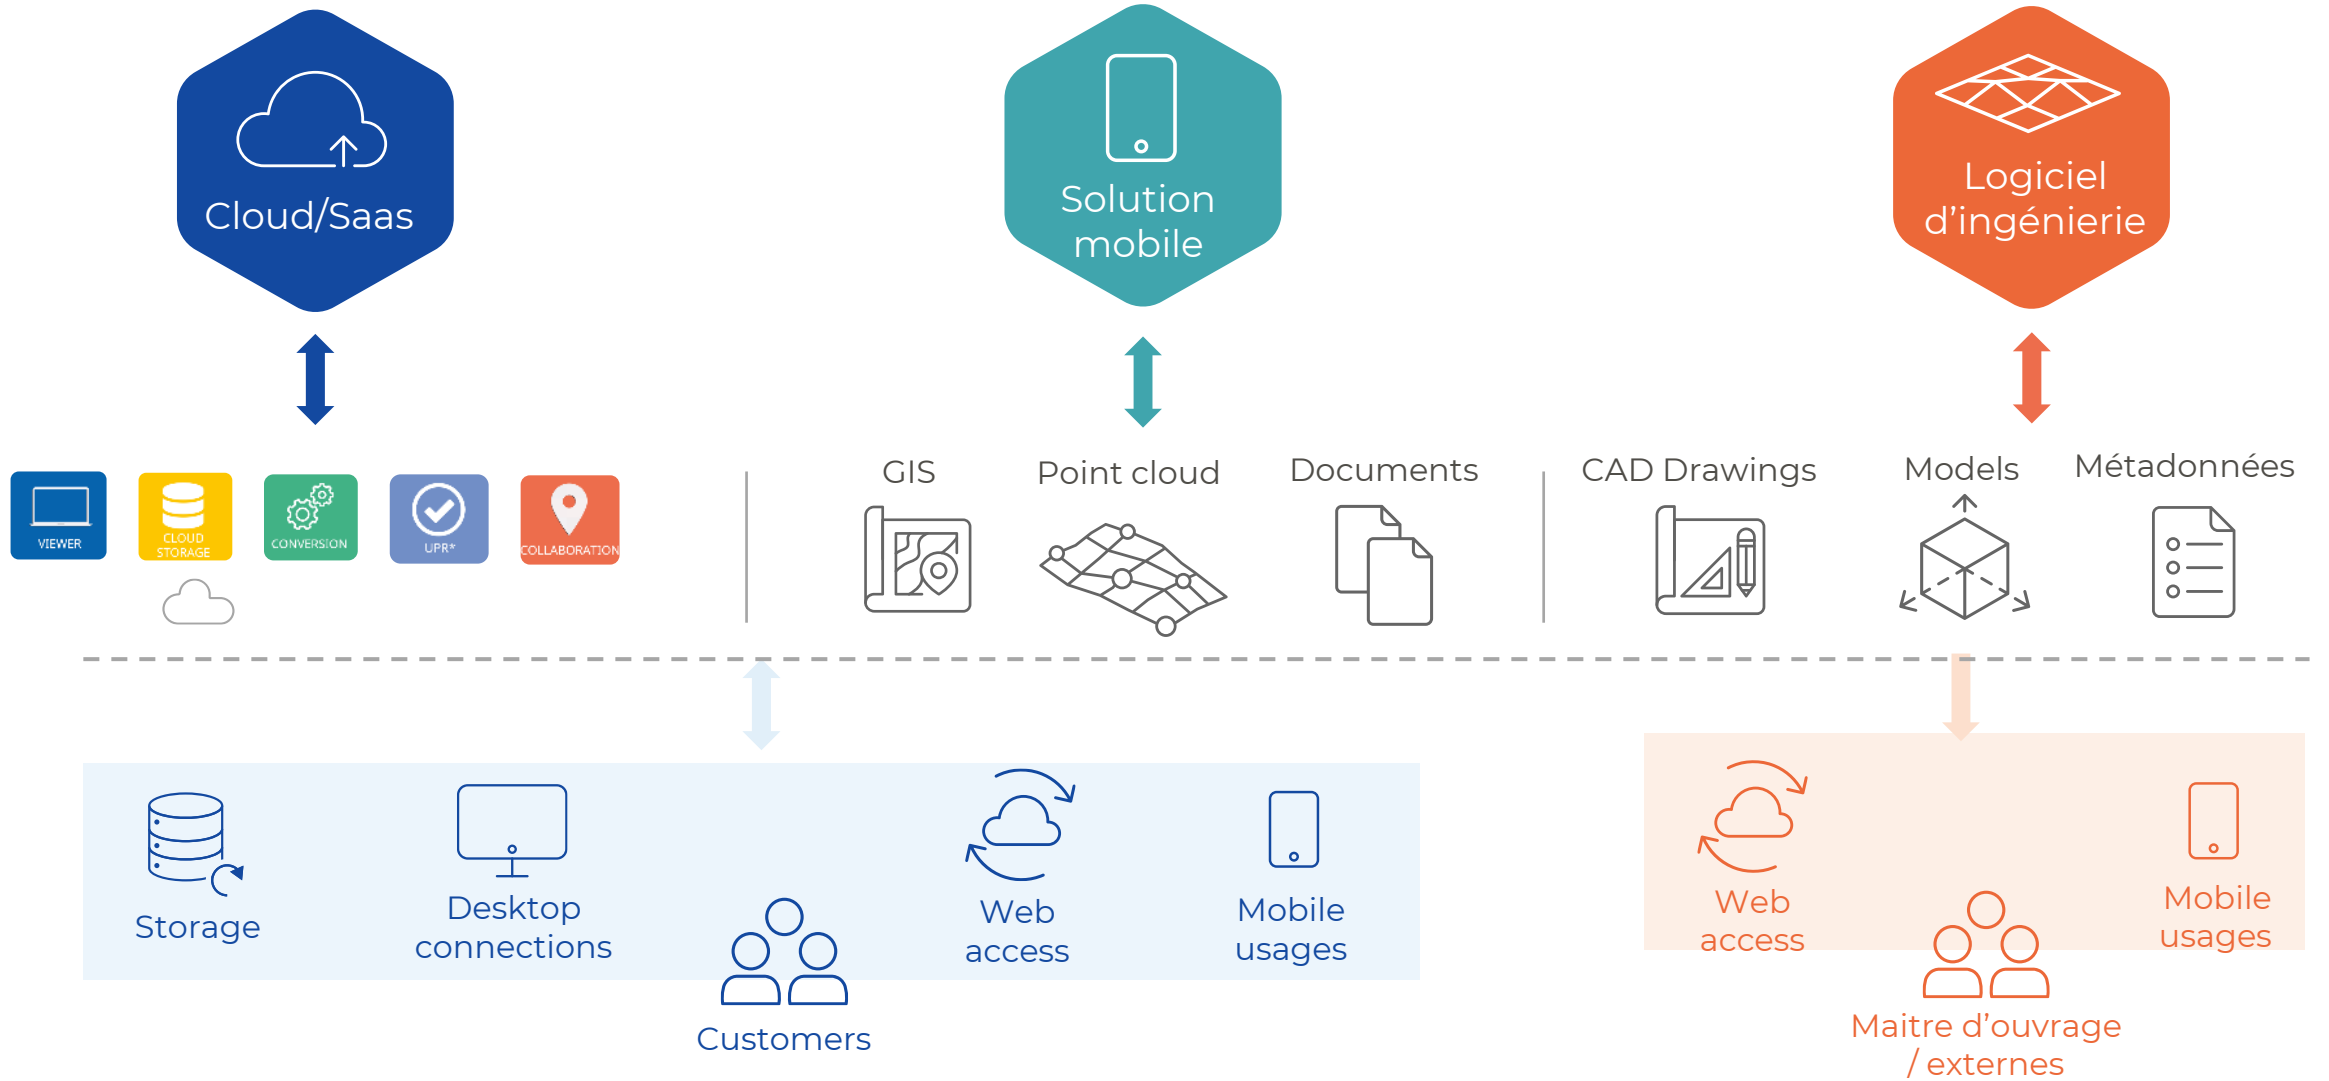 Cloud/Saas
Solution
mobile
Logiciel
d’ingénierie
VIEWER
CLOUD
STORAGE
CONVERSION
UPR*
COLLABORATION
GIS
Point cloud
Documents
CAD Drawings
Models
Métadonnées
Storage
Desktop
connections
Customers
Web
access
Mobile
usages
Web
access
Maitre d’ouvrage
/ externes
Mobile
usages